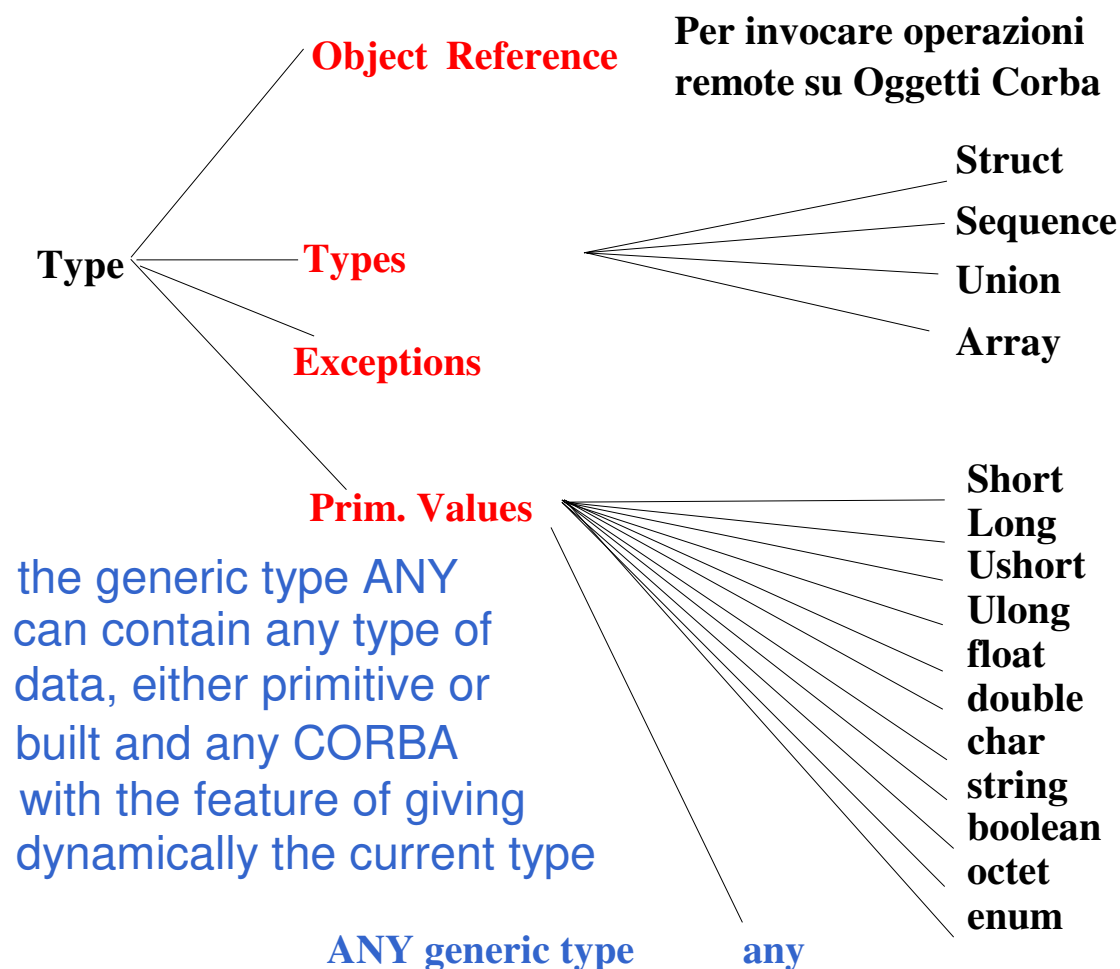 Object Reference
Per invocare operazioni
remote su Oggetti Corba
Type
Types
Struct
Sequence
Union
Array
Exceptions
Prim. Values
Short
Long
Ushort
Ulong
float
double
char
string
boolean
octet
enum
the generic type ANY
can contain any type of
data, either primitive or
built and any CORBA
with the feature of giving
dynamically the current type
ANY generic type
any